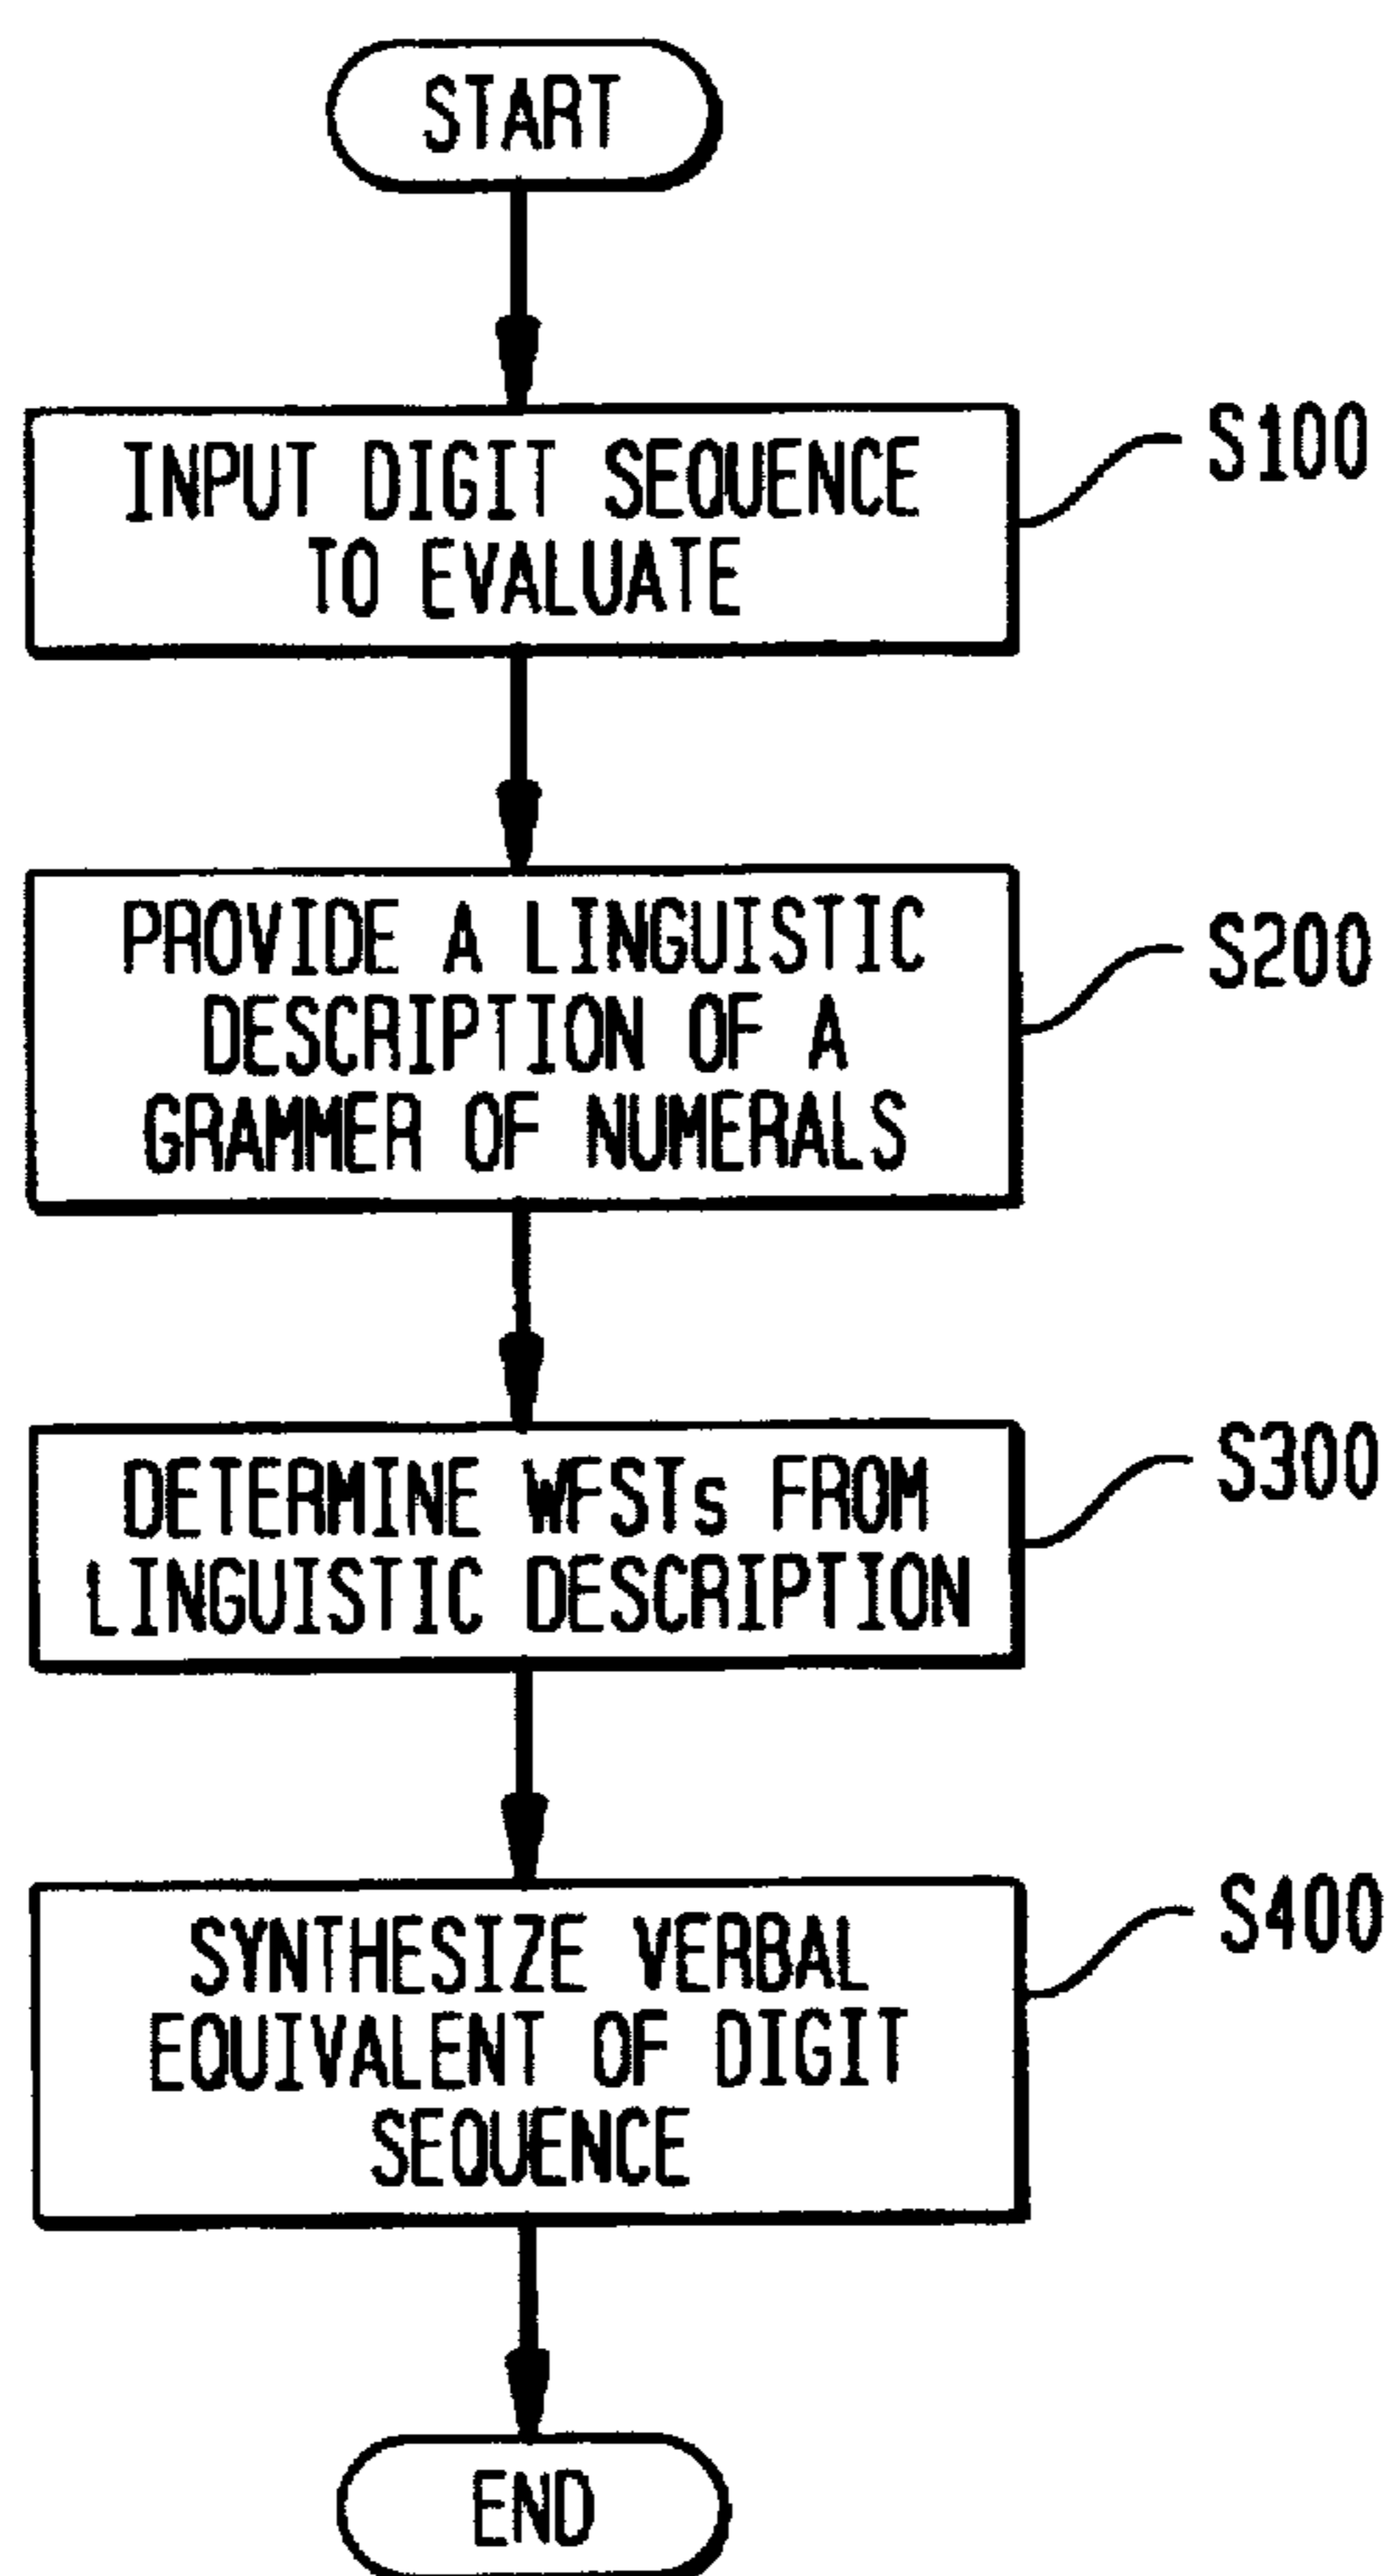 START
INPUT DIGIT SEQUENCE
TO EVALUATE
S100
PROVIDE A LINGUISTIC
DESCRIPTION OF A
GRAMMER OF NUMERALS
S200
DETERMINE WFSTs FROM
LINGUISTIC DESCRIPTION
S300
SYNTHESIZE VERBAL
EQUIVALENT OF DIGIT
SEQUENCE
S400
END